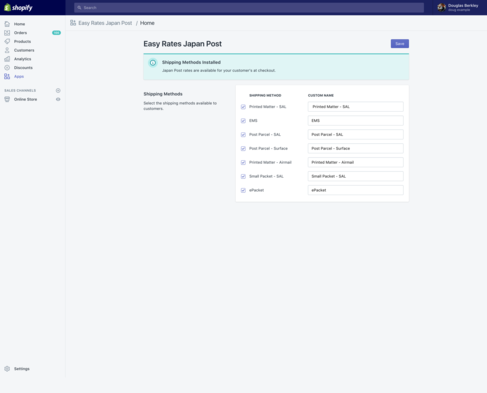 shopify
Search
Douglas Barkley
Home
Orders
Products
Customers
Analytics
Discounts
Apps
SALES CHANNELS
Online Store
Settings
Easy Rates Japan Post / Home
Easy Rates Japan Post
Save
Shipping Methods Installed
Japan Post rates are available for your customer's at checkout.
Shipping Methods
Select the shipping methods available to
customers.
SHIPPING METHOD CUSTOM NAME
Printed Matter - SAL Printed Matter - SAL
EMS EMS
Post Parcel - SAL Post Parcel - SAL
Post Parcel - Surface Post Parcel - Surface
Printed Matter - Airmail Printed Matter - Airmail
Small Packet - SAL Small Packet - SAL
ePacket ePacket